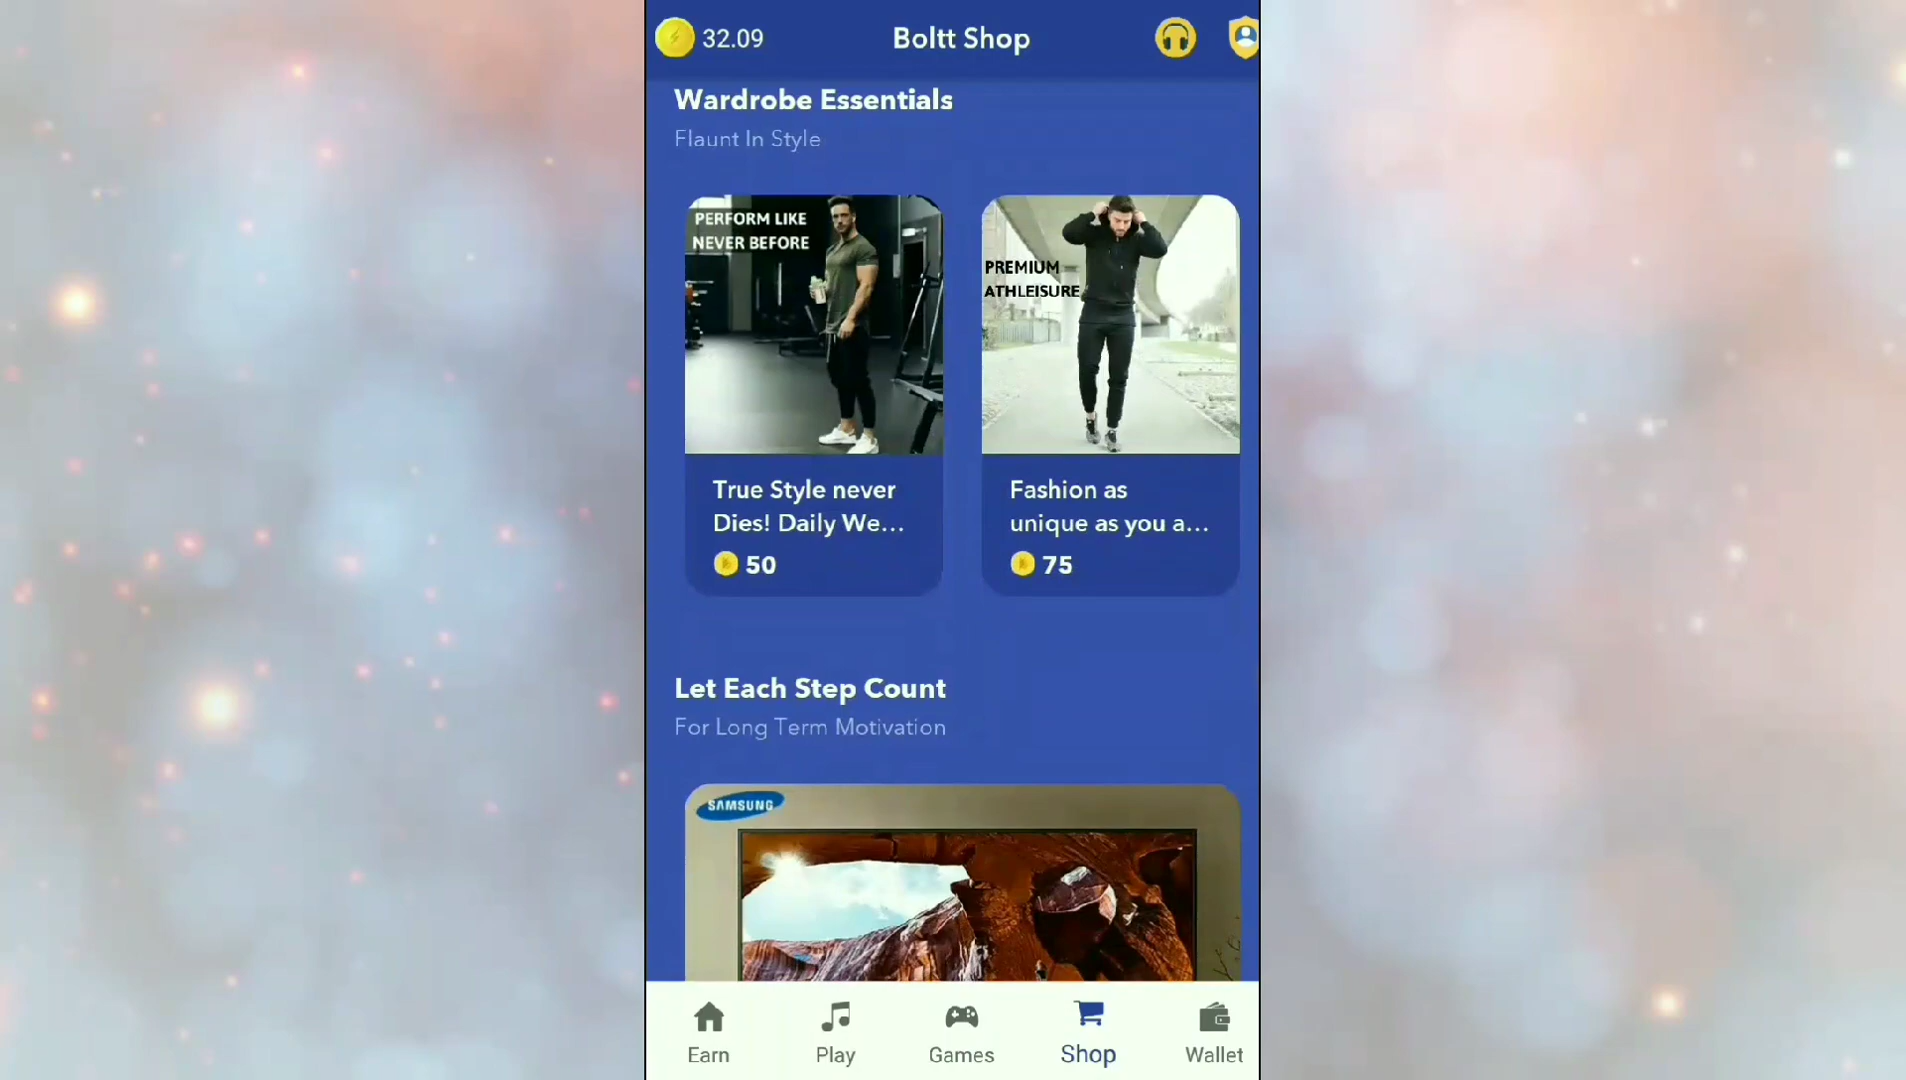 32.09
Boltt Shop
Wardrobe Essentials
Flaunt In Style
PERFORM LIKE
NEVER BEFORE
PREMIUM
ATHLEISURE
True Style never
Dies! Daily We...
50
Fashion as
unique as you a...
75
Let Each Step Count
For Long Term Motivation
SAMSUNG
Earn
Play
Games
Shop
Wallet